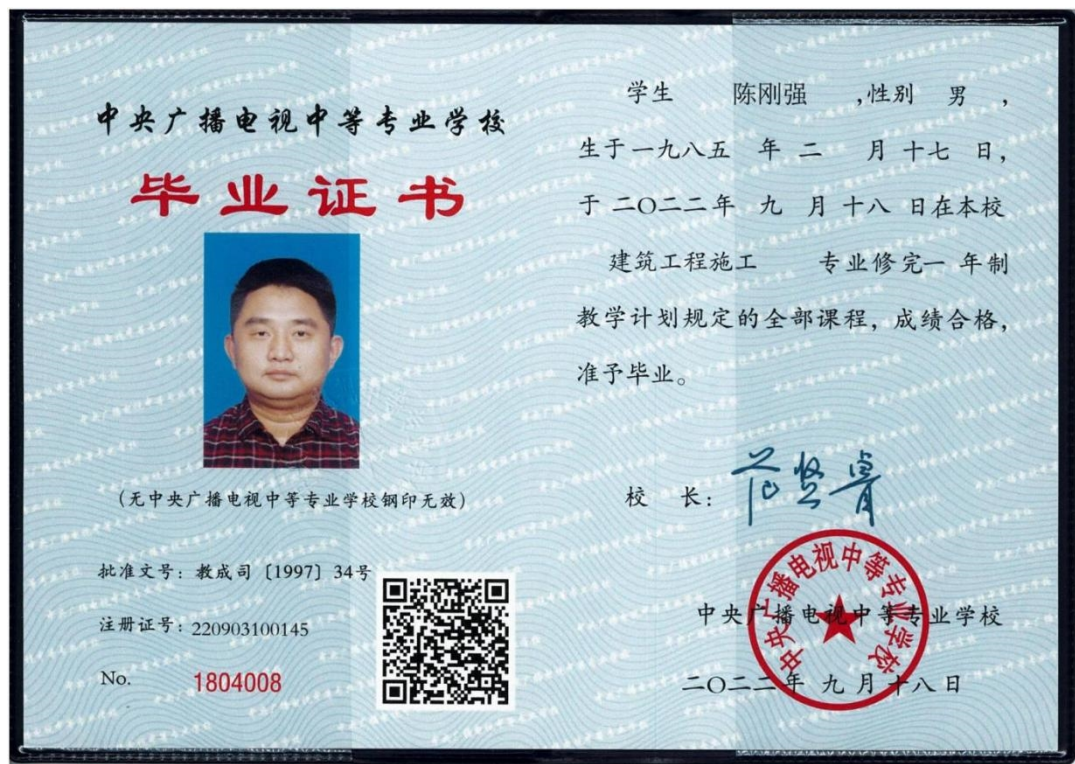 中央广播电视中等专业学校
毕业证书
(无中央广播电视中等专业学校钢印无效)
批准文号：教成司〔1997〕34号
注册证号：220903100145
No. 1804008
学生 陈刚强 ,性别 男 ,
生于一九八五 年 二 月 十七 日,
于 二〇二二年 九 月 十八 日在本校
建筑工程施工 专业修完一 年制
教学计划规定的全部课程，成绩合格，
准予毕业。
校 长：
中央广播电视中等专业学校
中央广播电视中等专业学校
二〇二二年 九 月 十八日